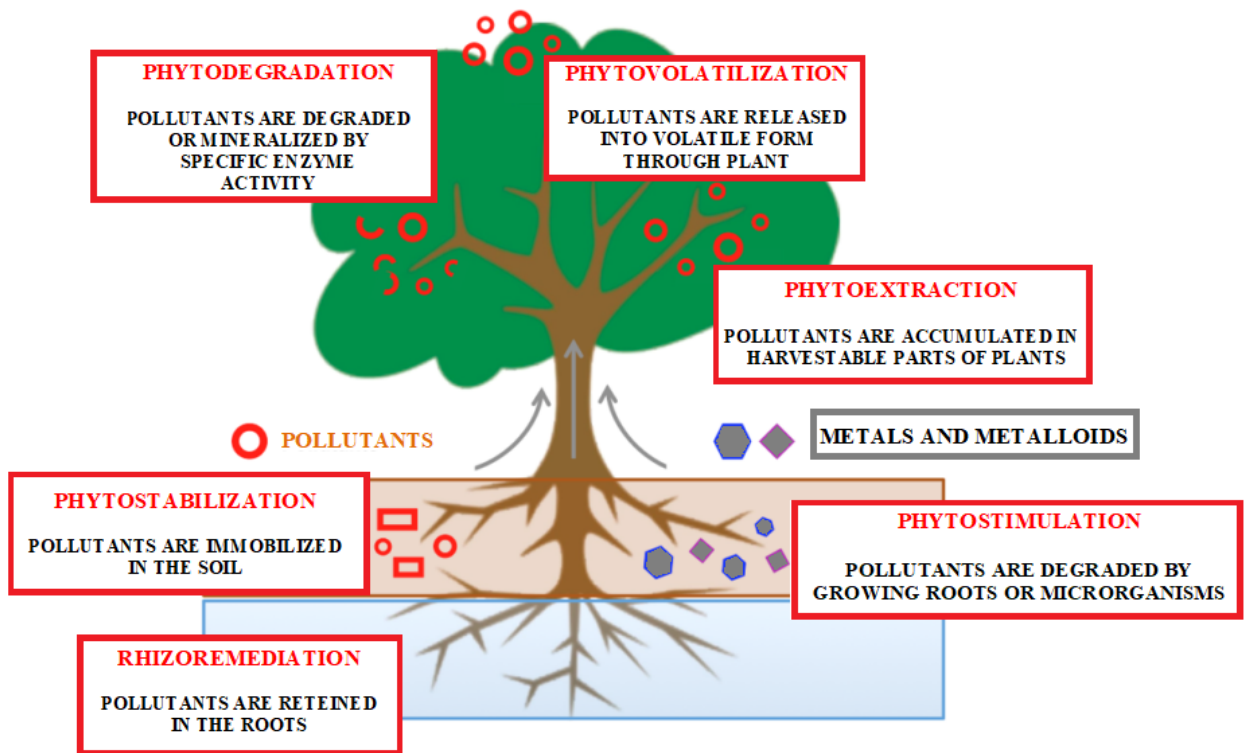 PHYTODEGRADATION
POLLUTANTS ARE DEGRADED
OR MINERALIZED BY
SPECIFIC ENZYME
ACTIVITY
PHYTOVOLATILIZATION
POLLUTANTS ARE RELEASED
INTO VOLATILE FORM
THROUGH PLANT
PHYTOEXTRACTION
POLLUTANTS ARE ACCUMULATED IN
HARVESTABLE PARTS OF PLANTS
POLLUTANTS
METALS AND METALLOIDS
PHYTOSTABILIZATION
POLLUTANTS ARE IMMOBILIZED
IN THE SOIL
PHYTOSTIMULATION
POLLUTANTS ARE DEGRADED BY
GROWING ROOTS OR MICRORGANISMS
RHIZOREMEDIATION
POLLUTANTS ARE RETEINED
IN THE ROOTS